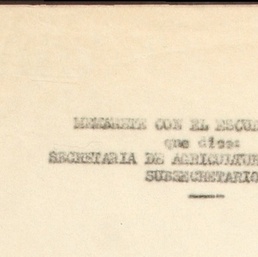 MEMBRETE CON EL ESCUD
que dice:
SECRETARIA DE AGRICULTUR
SUBSECRETARIO